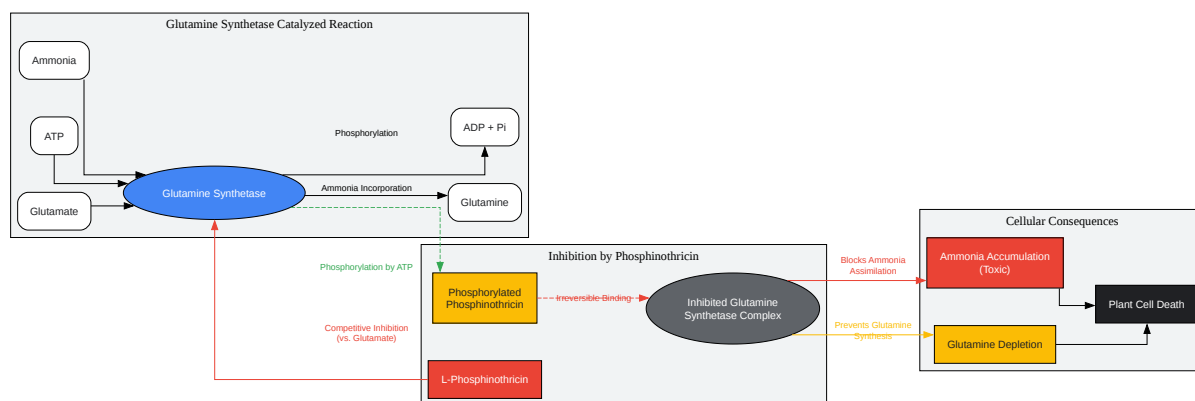 Glutamine Synthetase Catalyzed Reaction
Ammonia
ATP
Glutamate
Glutamine Synthetase
Phosphorylation
Ammonia Incorporation
ADP + Pi
Glutamine
Inhibition by Phosphinothricin
Phosphorylation by ATP
Phosphorylated
Phosphinothricin
Irreversible Binding
Inhibited Glutamine
Synthetase Complex
Competitive Inhibition
(vs. Glutamate)
L-Phosphinothricin
Blocks Ammonia
Assimilation
Prevents Glutamine
Synthesis
Cellular Consequences
Ammonia Accumulation
(Toxic)
Glutamine Depletion
Plant Cell Death